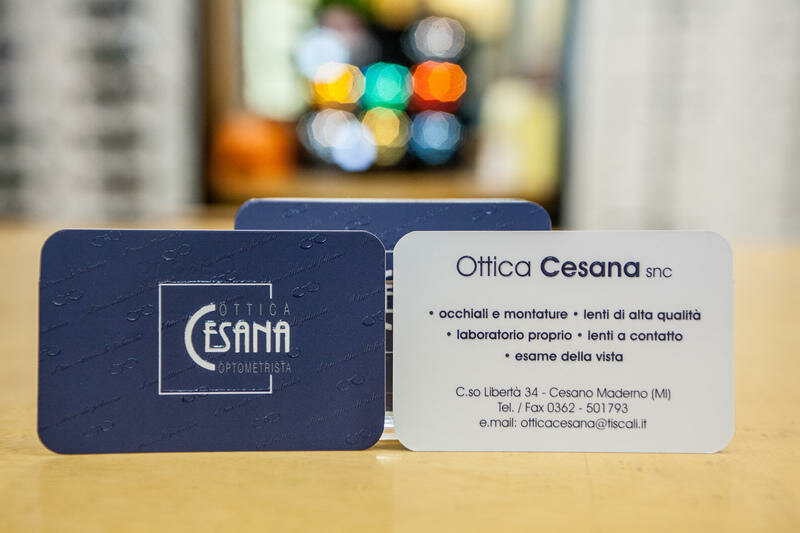 OTTICA
CESANA
OPTOMETRISTA
Ottica Cesana snc
• occhiali e montature • lenti di alta qualità
• laboratorio proprio • lenti a contatto
• esame della vista
C.so Libertà 34 - Cesano Maderno (MI)
Tel. / Fax 0362 - 501793
e.mail: otticacesana@tiscali.it